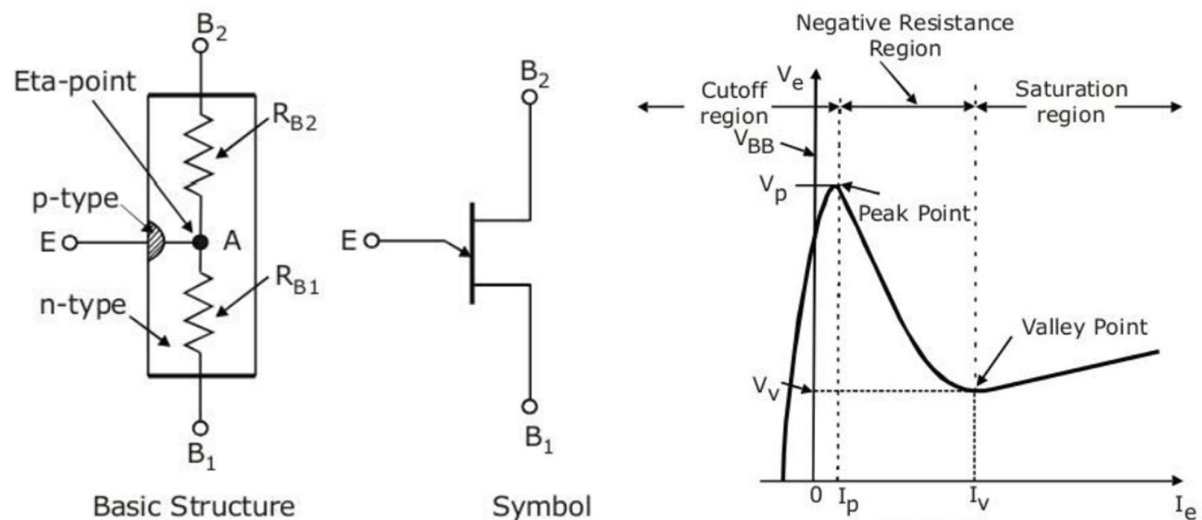 B2
Eta-point
RB2
p-type
E
A
RB1
n-type
B1
Basic Structure
B2
E
B1
Symbol
Negative Resistance
Region
Ve
Cutoff
region
Saturation
region
VBB
Vp
Peak Point
Valley Point
Vv
0
Ip
Iv
Ie